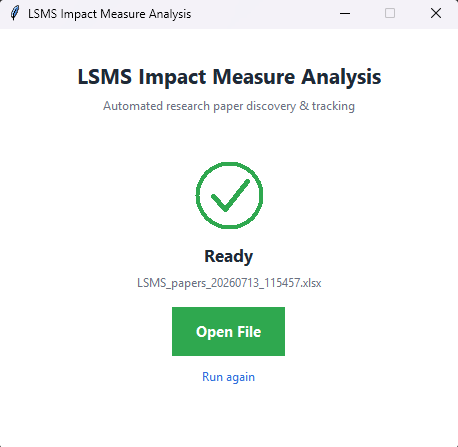 LSMS Impact Measure Analysis
LSMS Impact Measure Analysis
Automated research paper discovery & tracking
Ready
LSMS_papers_20260713_115457.xlsx
Open File
Run again